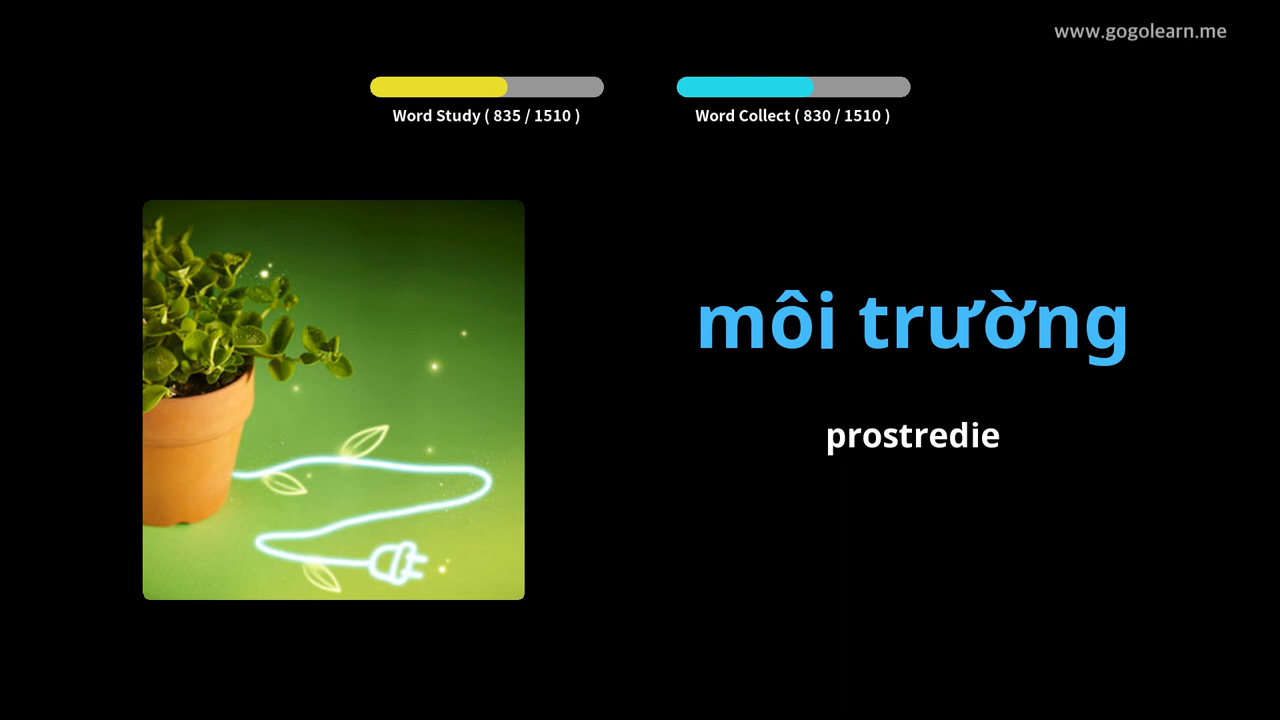 www.gogolearn.me
Word Study ( 835 / 1510 )
Word Collect ( 830 / 1510 )
môi trường
prostredie